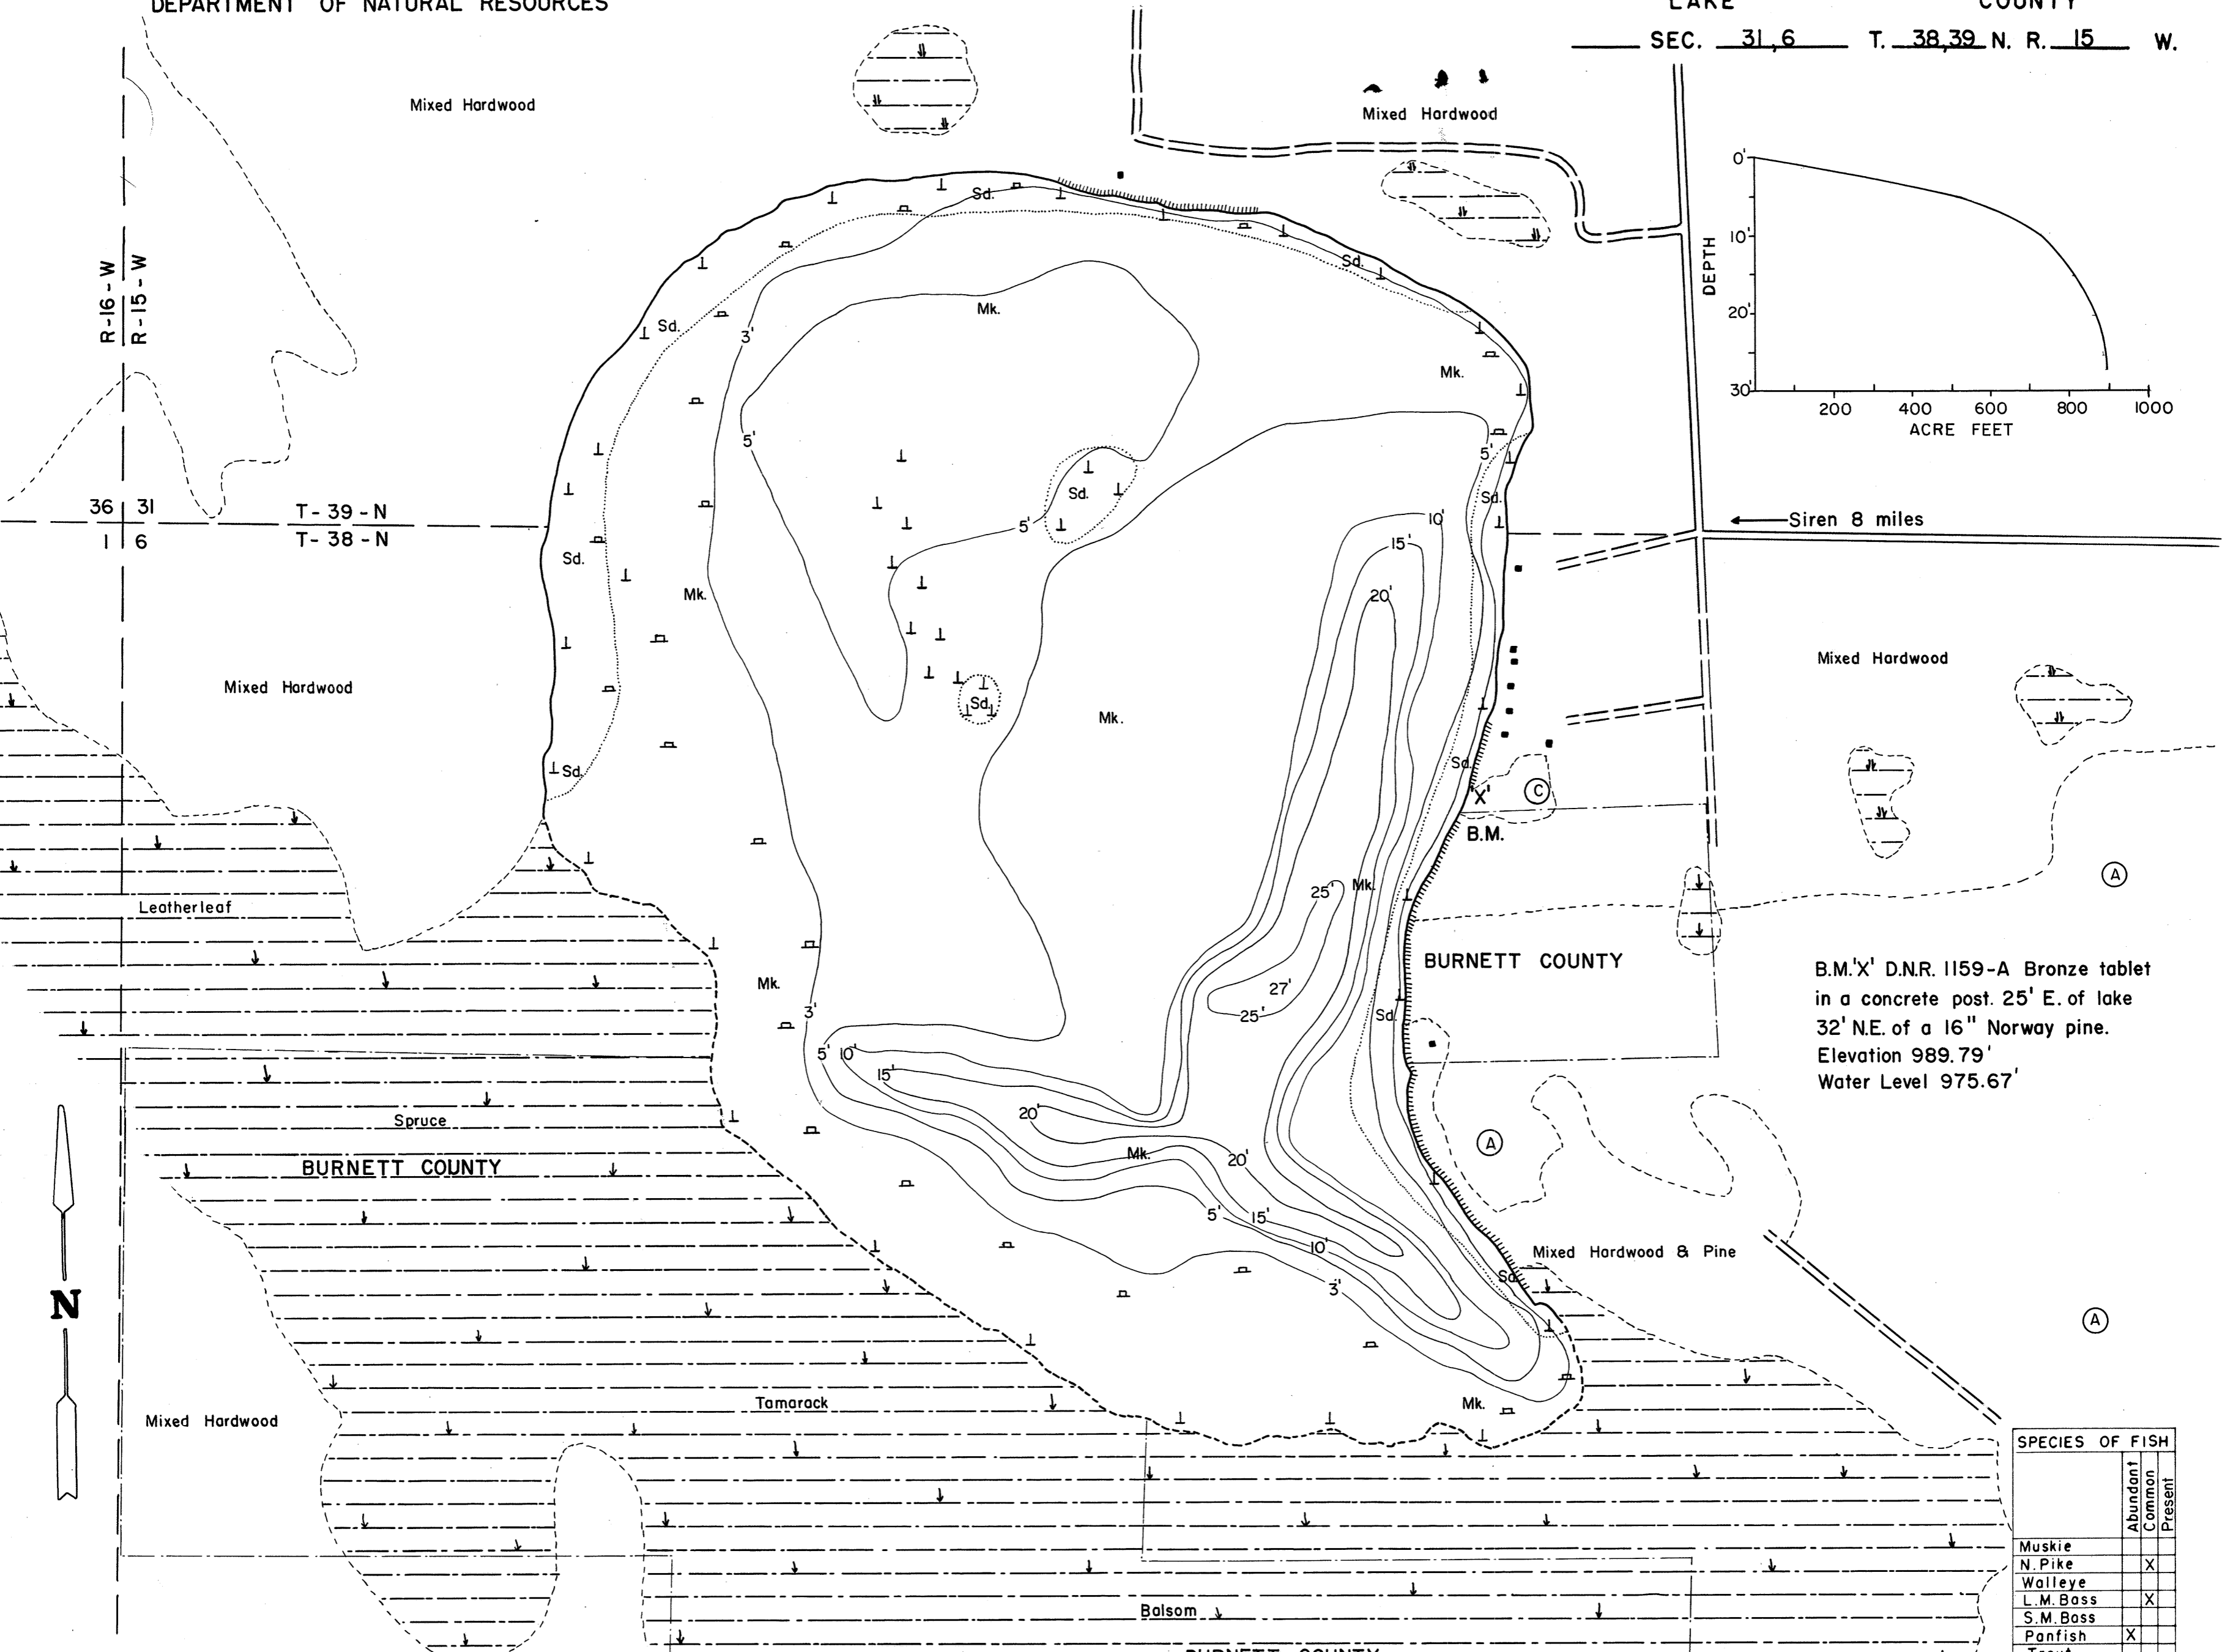 DEPARTMENT OF NATURAL RESOURCES
LAKE COUNTY
SEC. 31,6 T. 38,39 N. R. 15 W.
Mixed Hardwood
Mixed Hardwood
R-16-W
R-15-W
Sd.
Sd.
Sd.
3'
Mk.
Mk.
5'
5'
5'
Sd.
Sd.
DEPTH
0'
10'
20'
30'
200 400 600 800 1000
ACRE FEET
36 31
T-39-N
1 6
T-38-N
10'
15'
20'
Siren 8 miles
Sd.
Mk.
Mixed Hardwood
Mixed Hardwood
Sd.
Mk.
Sd.
Sd.
'X'
C
B.M.
25'
Mk.
A
Leatherleaf
BURNETT COUNTY
Mk.
3'
27'
25'
Sd.
B.M.'X' D.N.R. 1159-A Bronze tablet
in a concrete post. 25' E. of lake
32' N.E. of a 16" Norway pine.
Elevation 989.79'
Water Level 975.67'
5' 10'
15'
20'
Spruce
Mk.
20'
A
BURNETT COUNTY
5'
15'
10'
3'
Mixed Hardwood & Pine
Sd.
N
A
Mixed Hardwood
Tamarack
Mk.
SPECIES OF FISH
Abundant
Common
Present
Muskie
N. Pike X
Walleye
L.M. Bass X
S.M. Bass
Panfish X
Trout
Balsom
BURNETT COUNTY